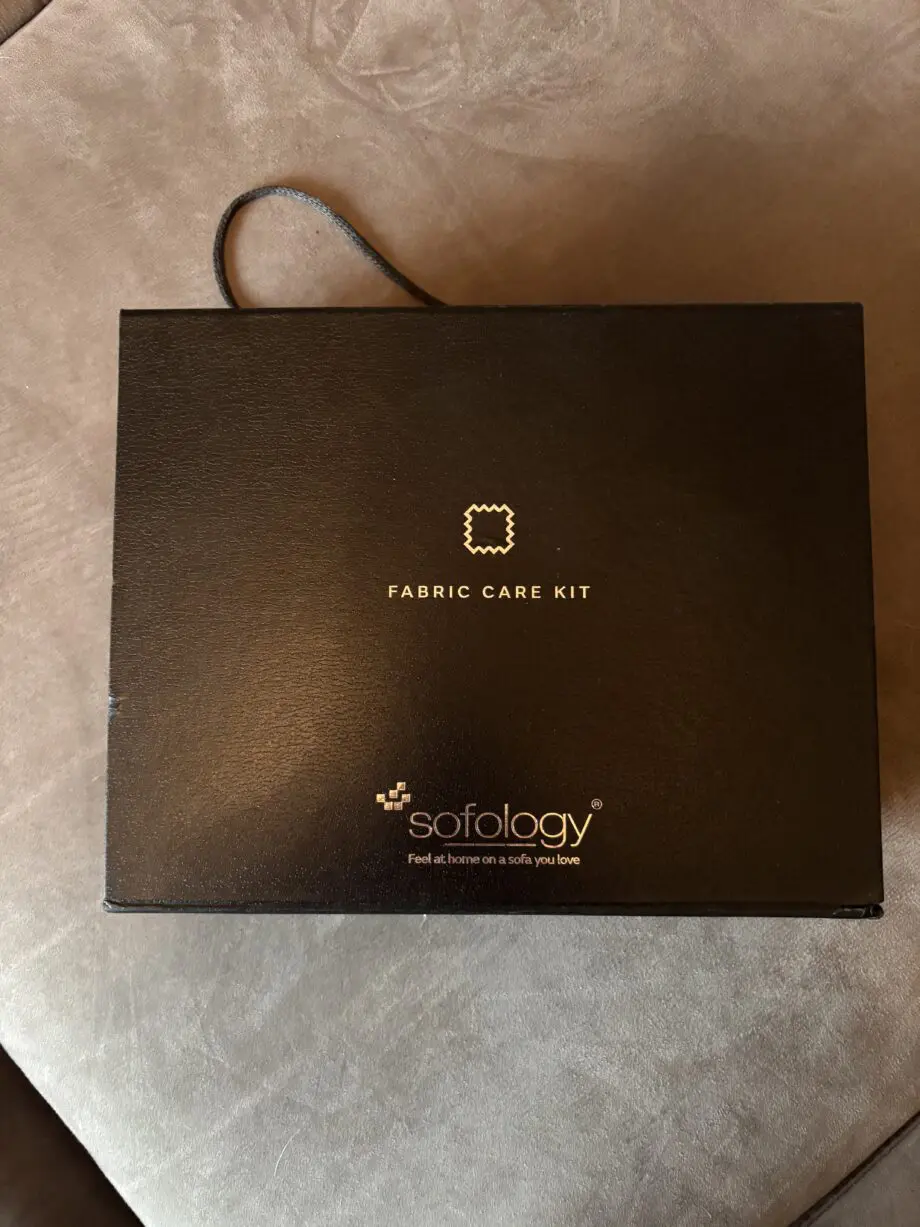 FABRIC CARE KIT
sofology®
Feel at home on a sofa you love